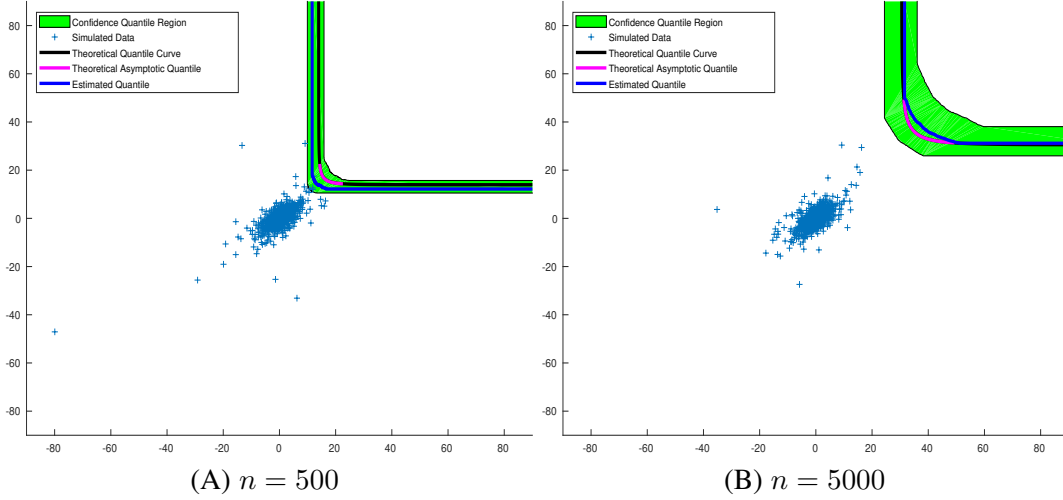 Confidence Quantile Region
Simulated Data
Theoretical Quantile Curve
Theoretical Asymptotic Quantile
Estimated Quantile
80
60
40
20
0
-20
-40
-60
-80
-80 -60 -40 -20 0 20 40 60 80
(A) n = 500
Confidence Quantile Region
Simulated Data
Theoretical Quantile Curve
Theoretical Asymptotic Quantile
Estimated Quantile
80
60
40
20
0
-20
-40
-60
-80
-80 -60 -40 -20 0 20 40 60 80
(B) n = 5000